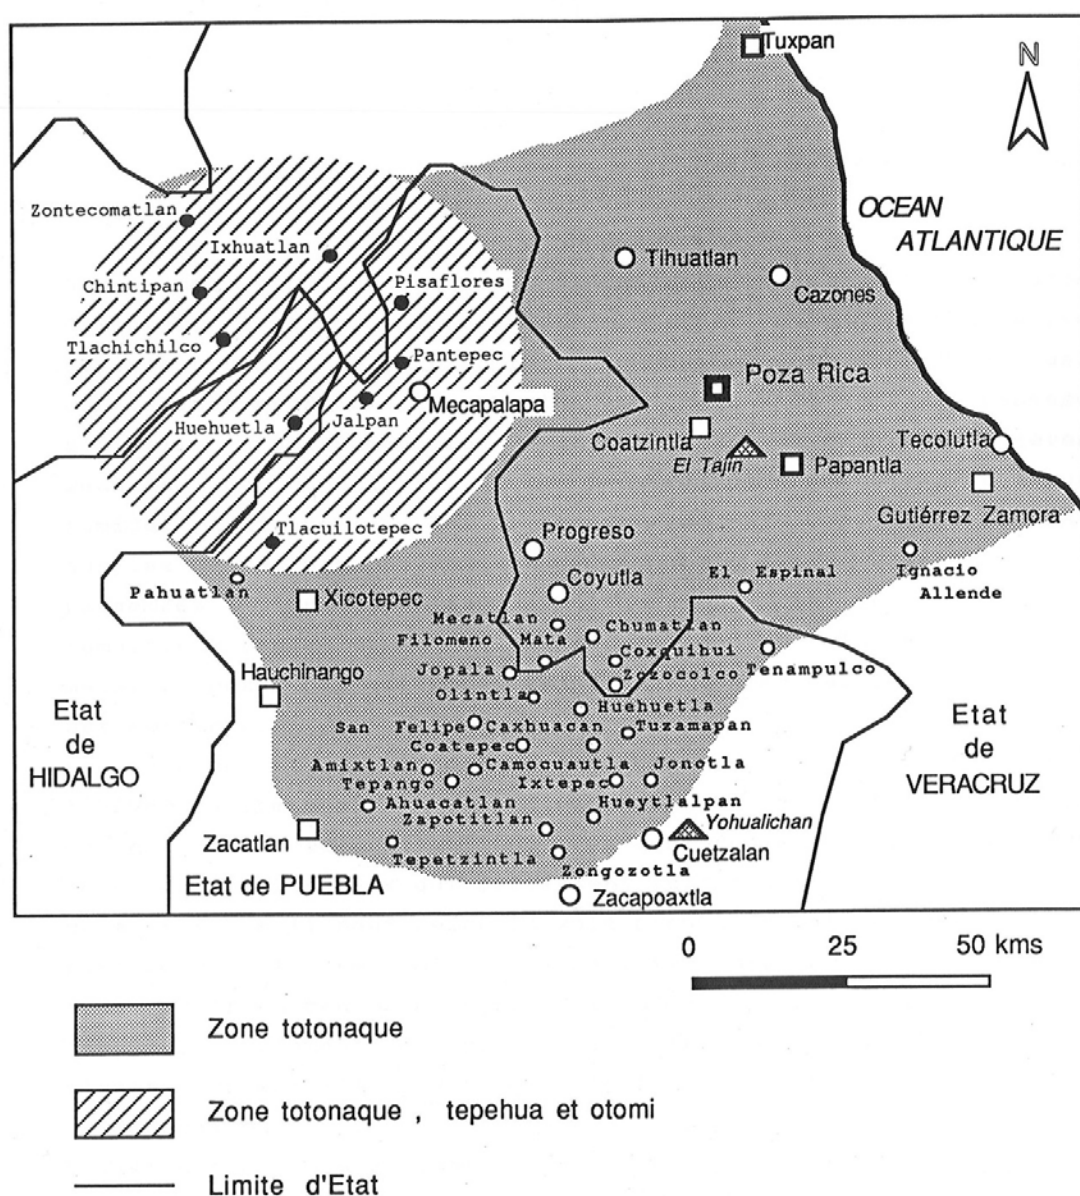 Tuxpan
N
Zontecomatlan
OCEAN
ATLANTIQUE
Ixhuatlan
Tihuatlan
Chintipan
Pisaflores
Cazones
Tlachichilco
Pantepec
Poza Rica
Mecapalapa
Huehuetla
Jalpan
Coatzintla
Tecolutla
El Tajin
Papantla
Gutiérrez Zamora
Tlacuilotepec
Progreso
Pahuatlan
Xicotepec
Coyutla
El Espinal
Ignacio
Allende
Mecatlan
Chumatlan
Filomeno Mata
Coxquihui
Jopala
Zozocolco
Tenampulco
Hauchinango
Olintla
Huehuetla
Etat
de
HIDALGO
San Felipe
Caxhuacan
Tuzamapan
Etat
de
VERACRUZ
Coatepec
Amixtlan
Camocuautla
Jonotla
Tepango
Ixtepec
Ahuacatlan
Hueytlalpan
Zapotitlan
Yohualichan
Zacatlan
Tepetzintla
Cuetzalan
Zongozotla
Etat de PUEBLA
Zacapoaxtla
0 25 50 kms
Zone totonaque
Zone totonaque , tepehua et otomi
Limite d'Etat